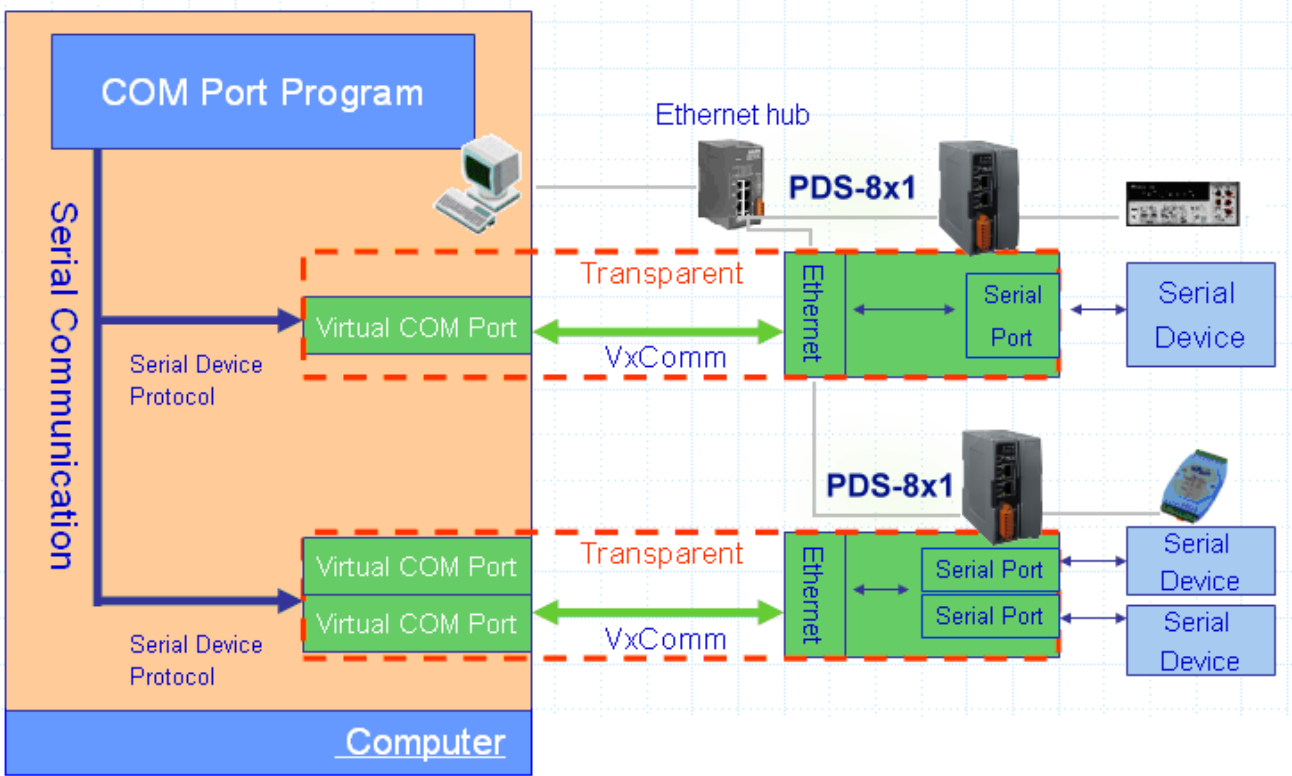 COM Port Program
Ethernet hub
PDS-8x1
Serial Communication
Transparent
Ethernet
Serial
Port
Serial
Device
Virtual COM Port
VxComm
Serial Device
Protocol
PDS-8x1
Transparent
Ethernet
Virtual COM Port
Virtual COM Port
Serial Port
Serial Port
Serial
Device
Serial
Device
VxComm
Serial Device
Protocol
Computer